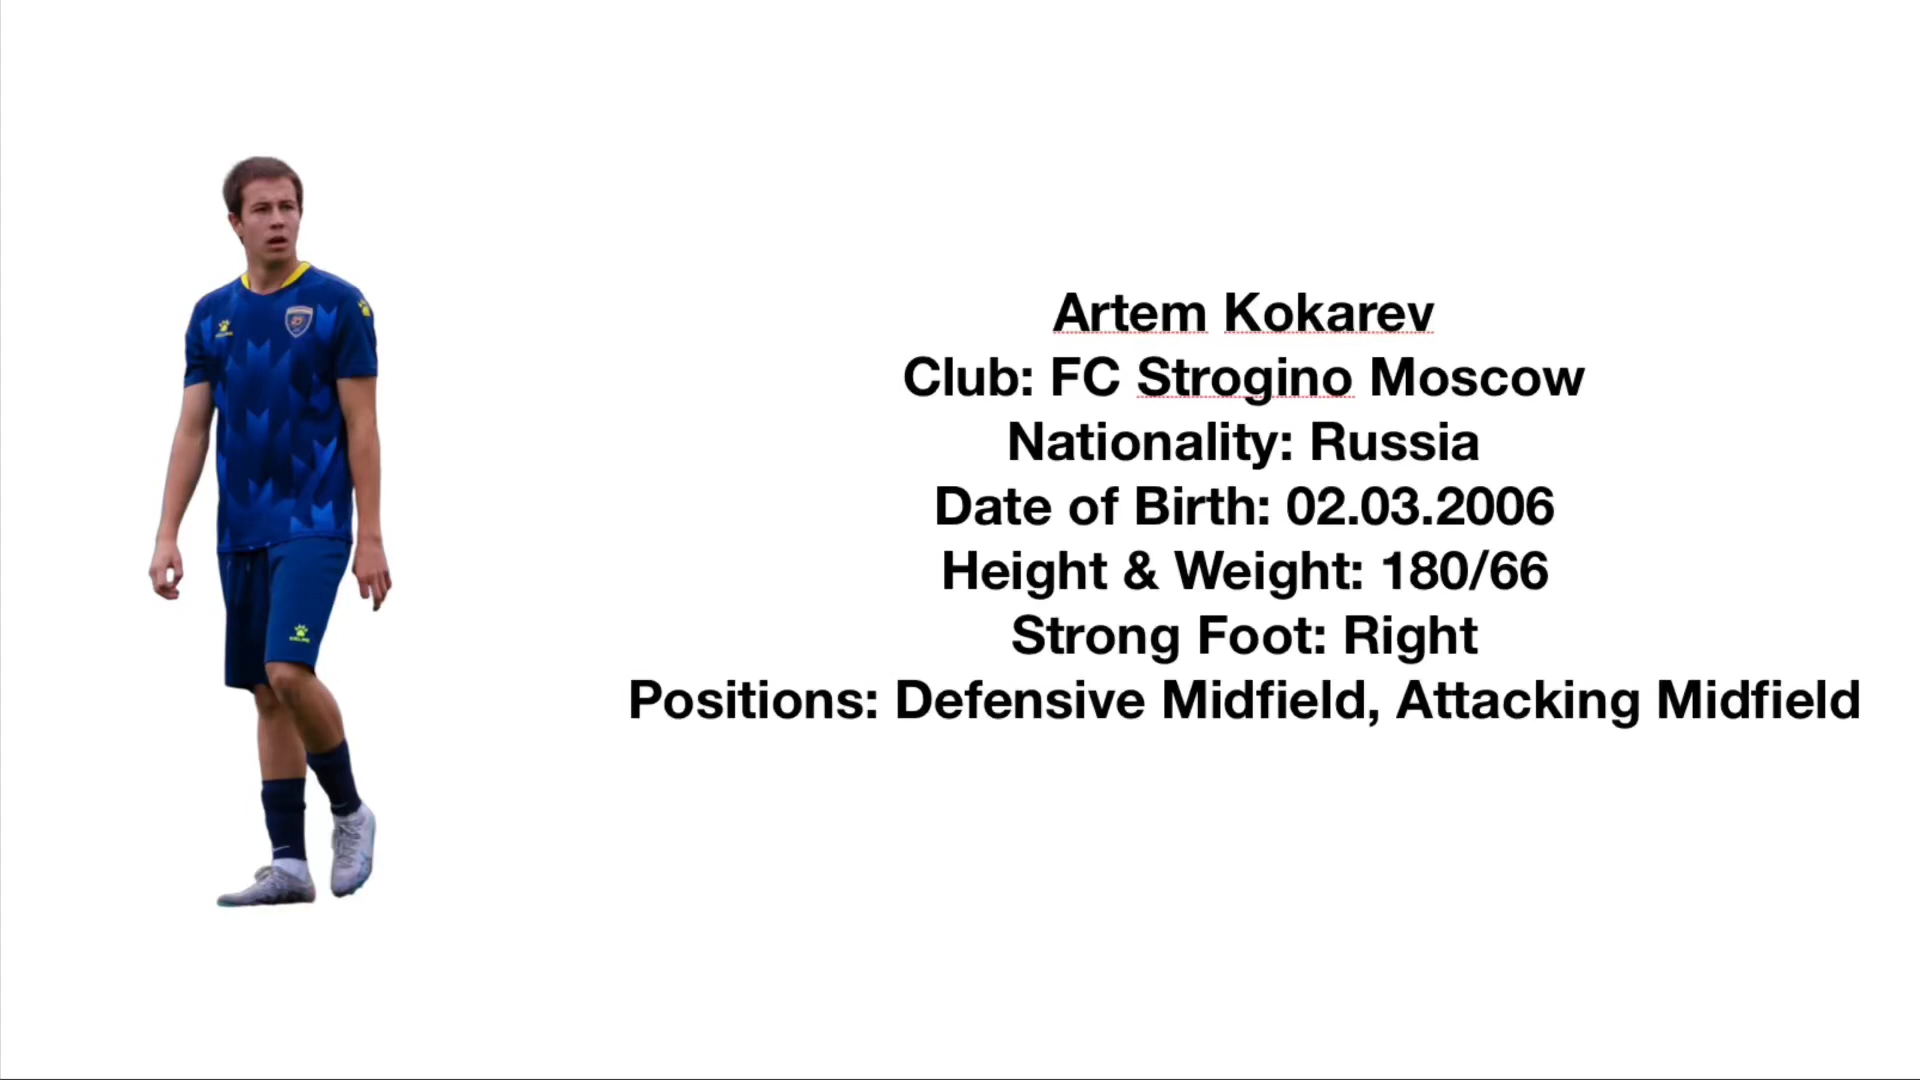 Artem Kokarev
Club: FC Strogino Moscow
Nationality: Russia
Date of Birth: 02.03.2006
Height & Weight: 180/66
Strong Foot: Right
Positions: Defensive Midfield, Attacking Midfield